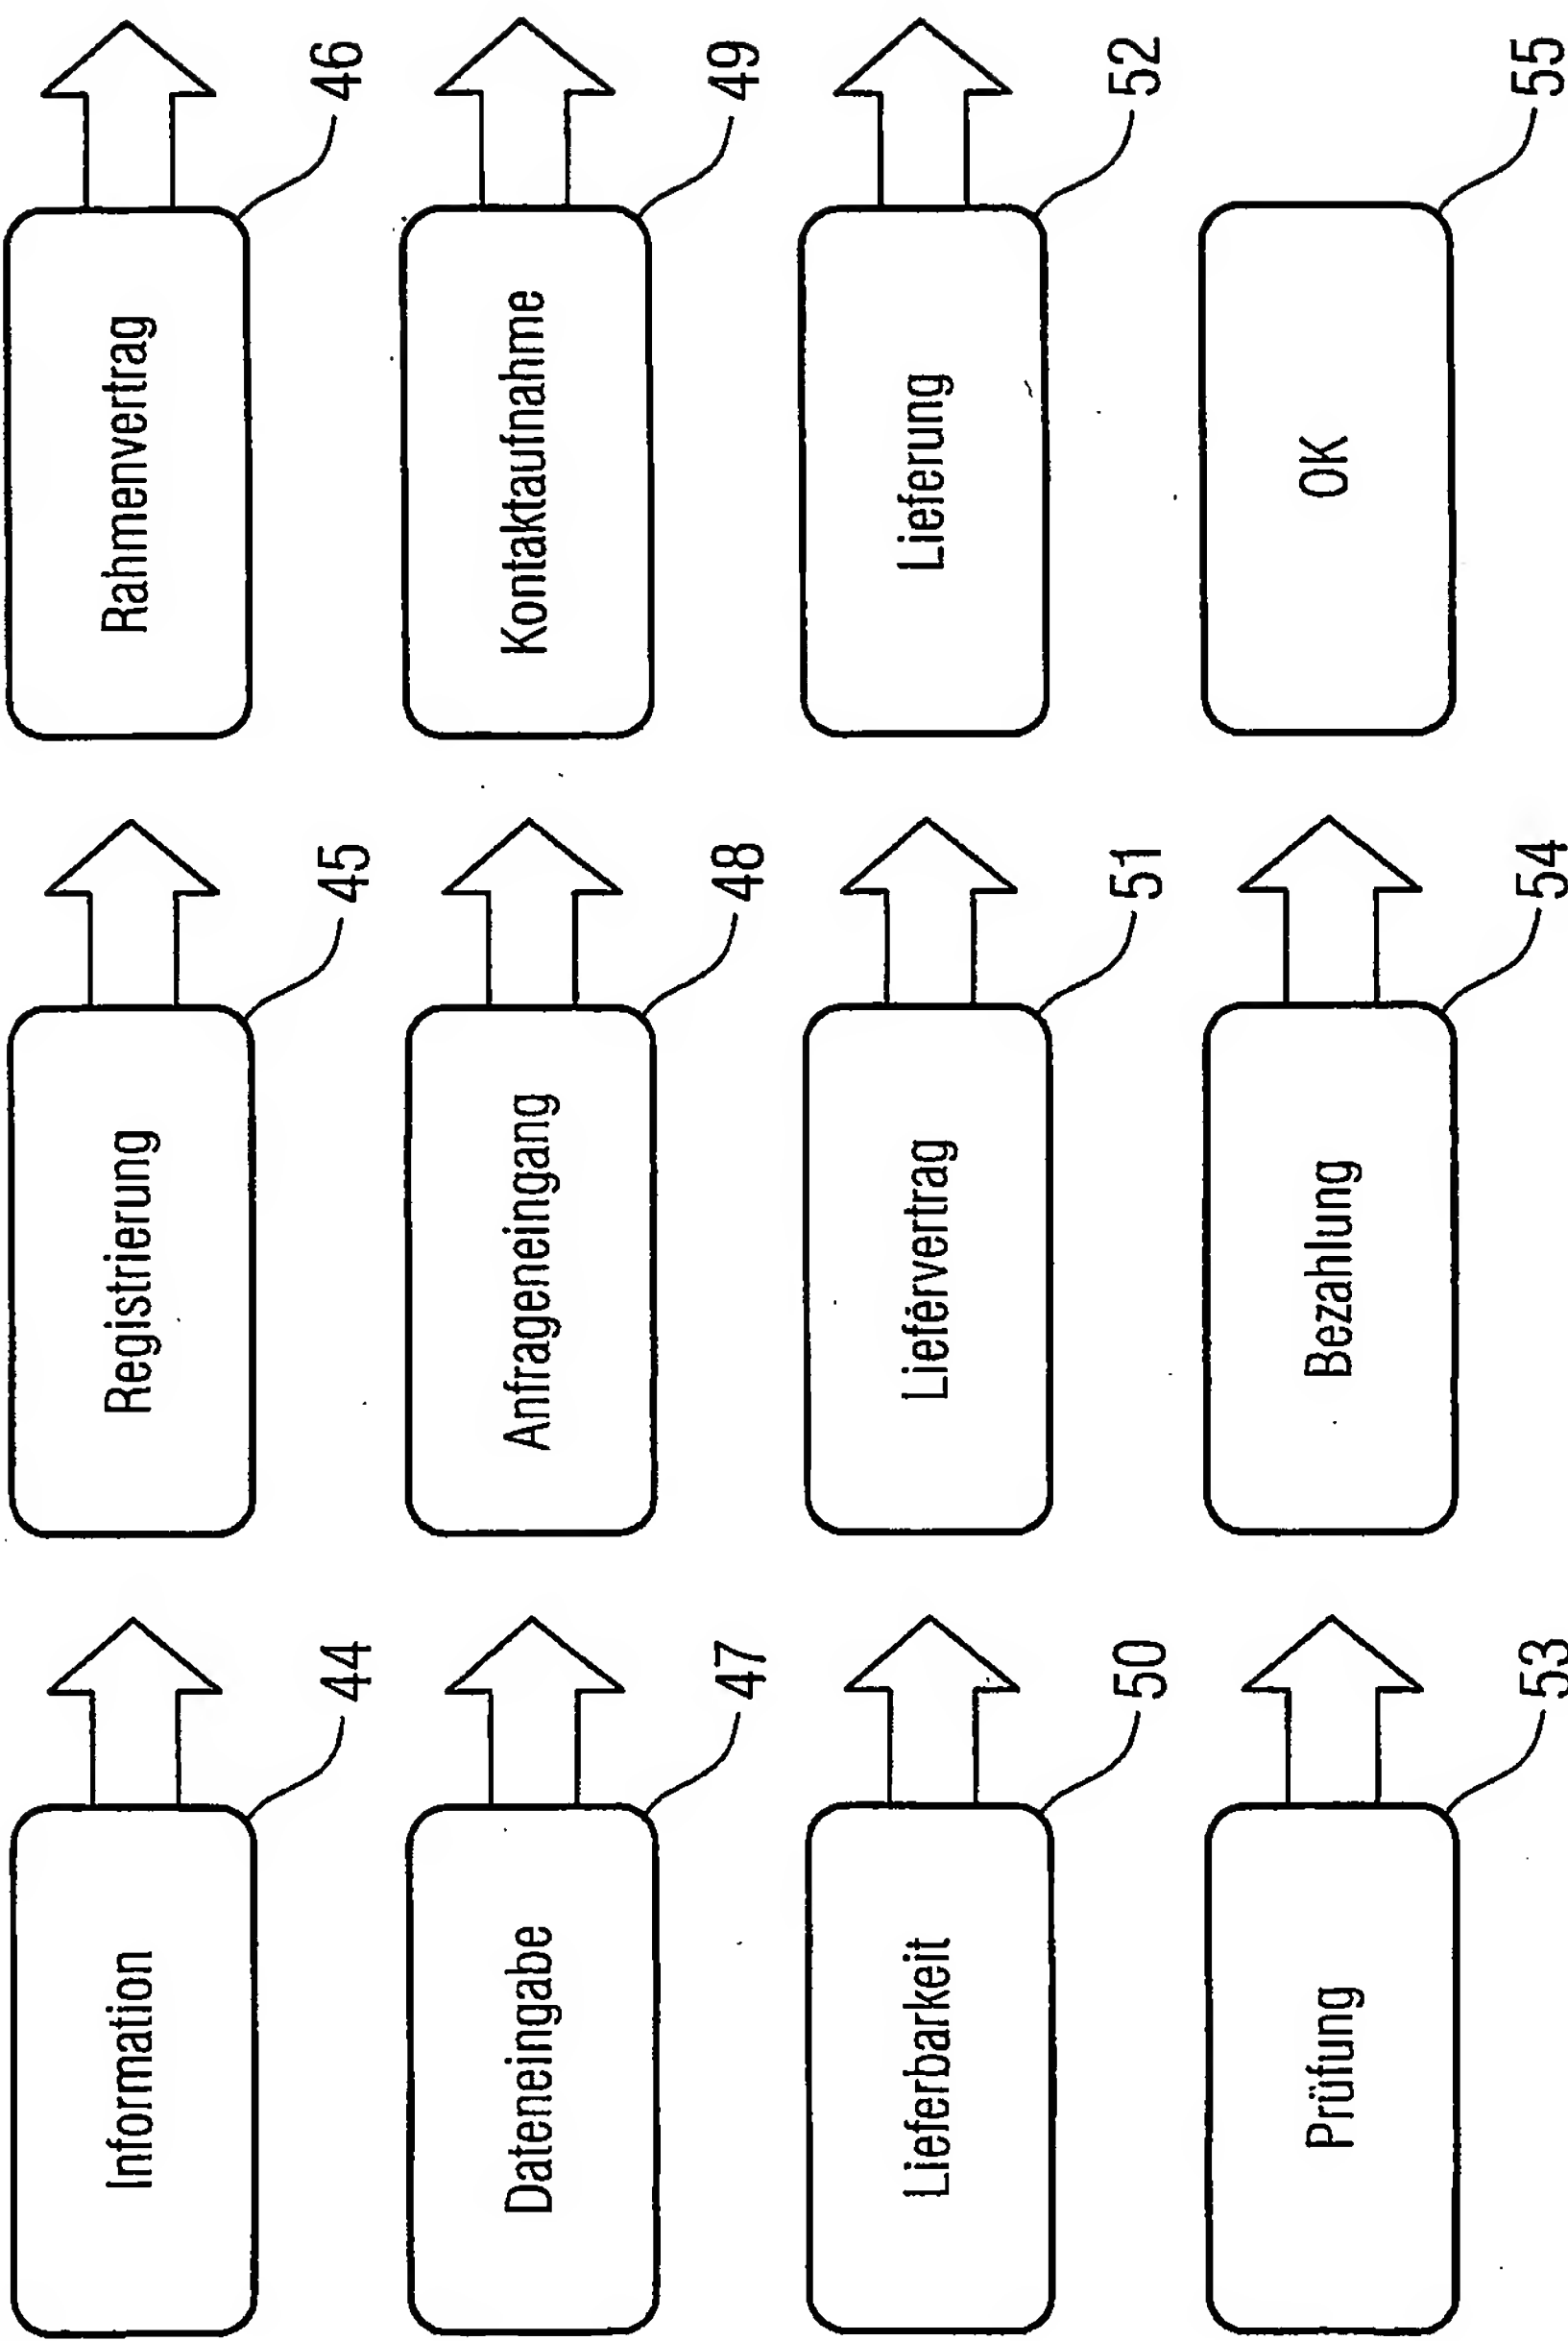 Information
44
Registrierung
45
Rahmenvertrag
46
Dateneingabe
47
Anfrageneingang
48
Kontaktaufnahme
49
Lieferbarkeit
50
Liefervertrag
51
Lieferung
52
Prüfung
53
Bezahlung
54
OK
55